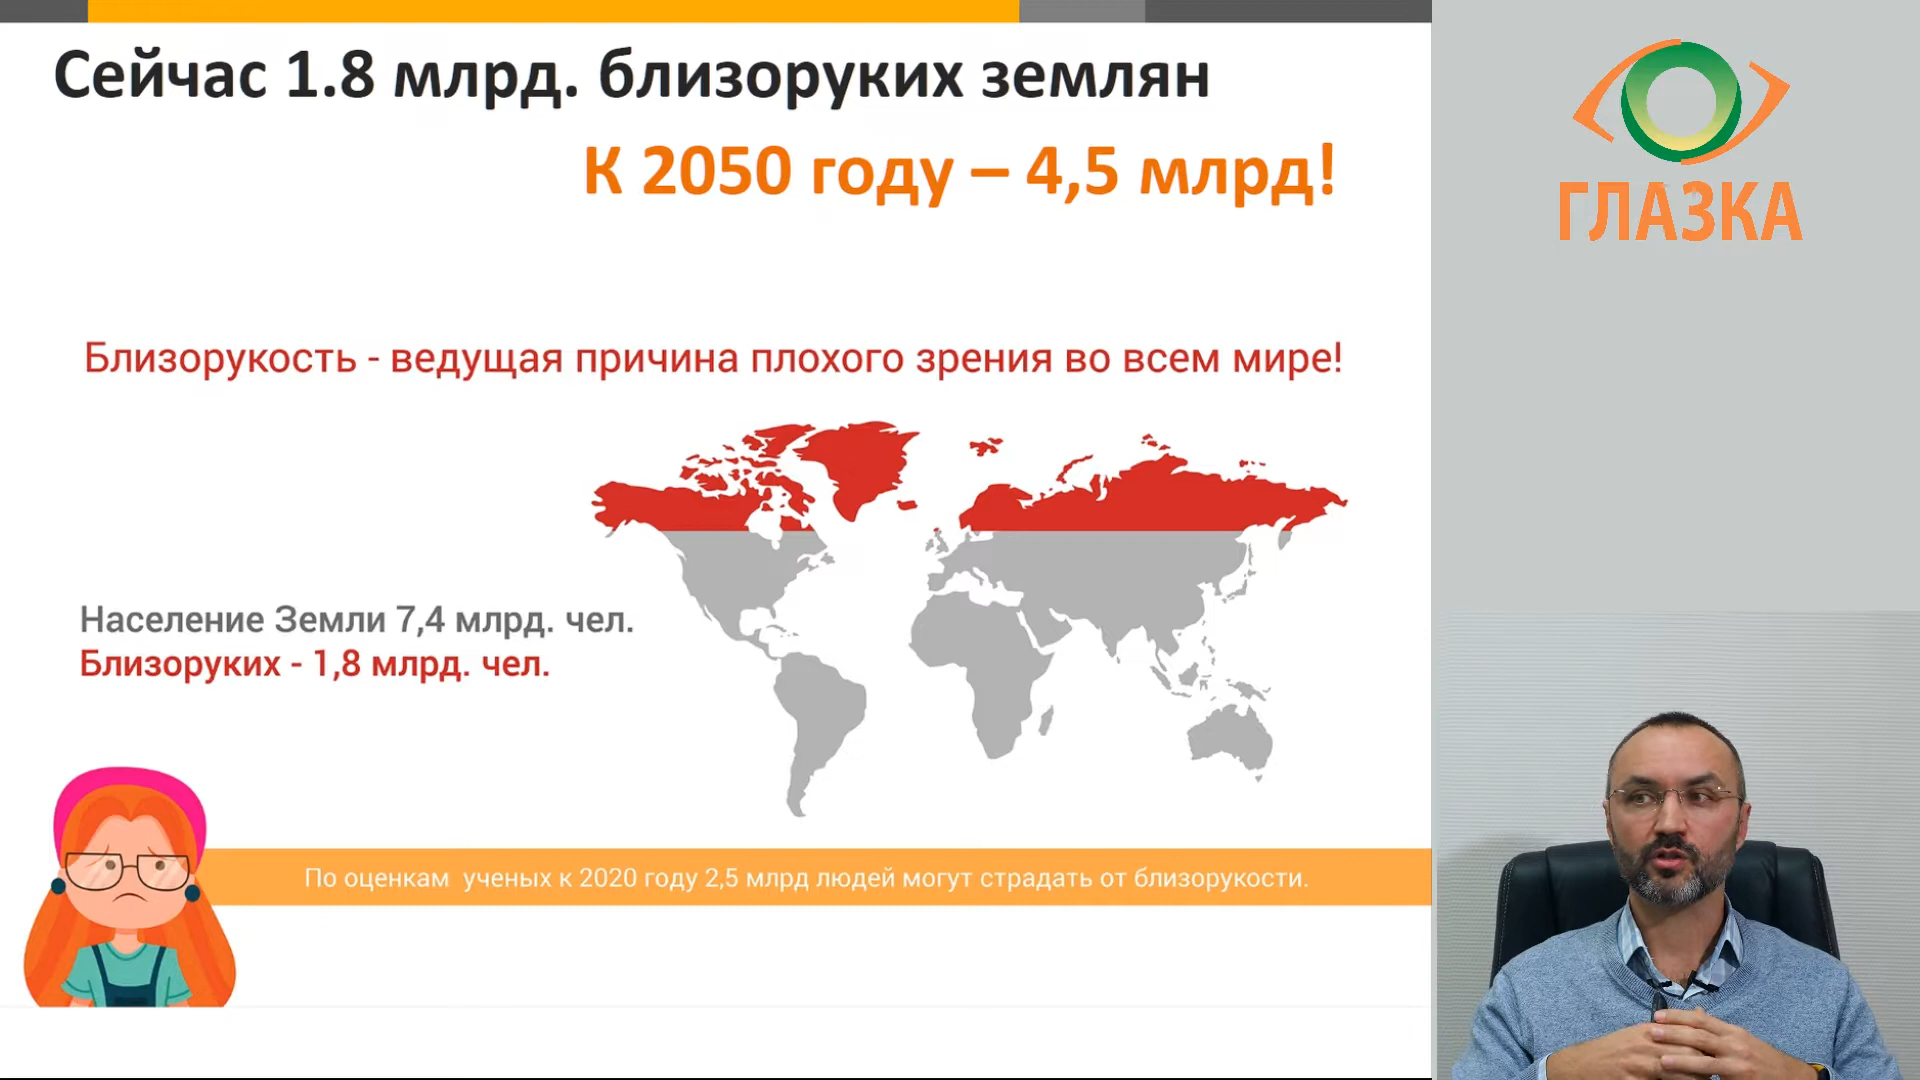 Сейчас 1.8 млрд. близоруких землян
К 2050 году – 4,5 млрд!
Близорукость - ведущая причина плохого зрения во всем мире!
Население Земли 7,4 млрд. чел.
Близоруких - 1,8 млрд. чел.
По оценкам  ученых к 2020 году 2,5 млрд людей могут страдать от близорукости.
ГЛАЗКА